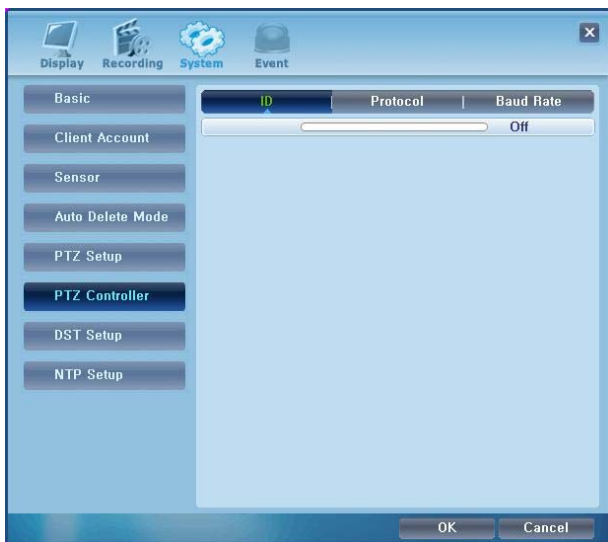 Display Recording System Event
Basic
Client Account
Sensor
Auto Delete Mode
PTZ Setup
PTZ Controller
DST Setup
NTP Setup
ID | Protocol | Baud Rate
Off
OK Cancel